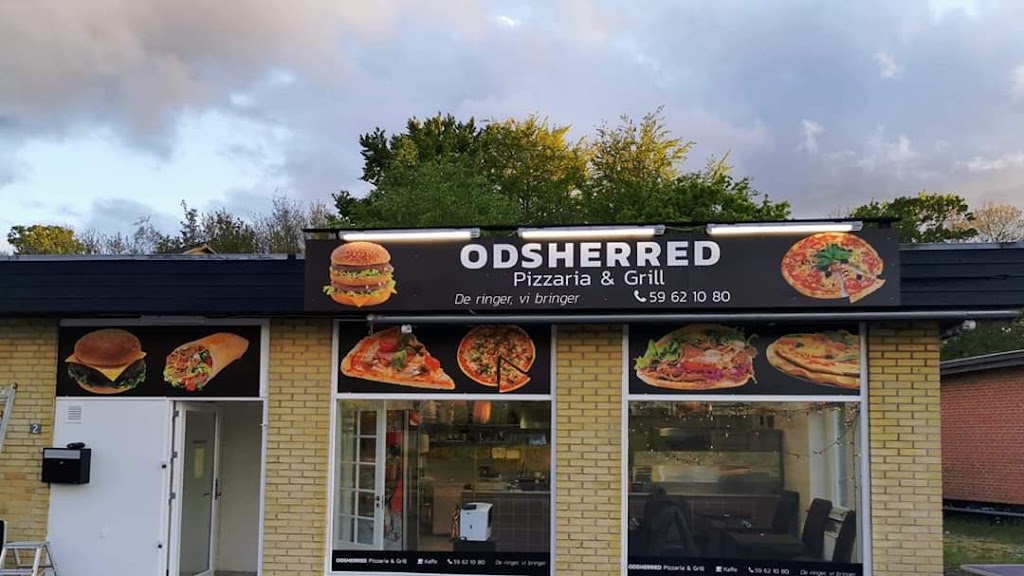 ODSHERRED
Pizzaria & Grill
De ringer, vi bringer 59 62 10 80
2
ODSHERRED Pizzaria & Grill Kaffe 59 62 10 80 De ringer, vi bringer
ODSHERRED Pizzaria & Grill Kaffe 59 62 10 80 De ringer, vi bringer